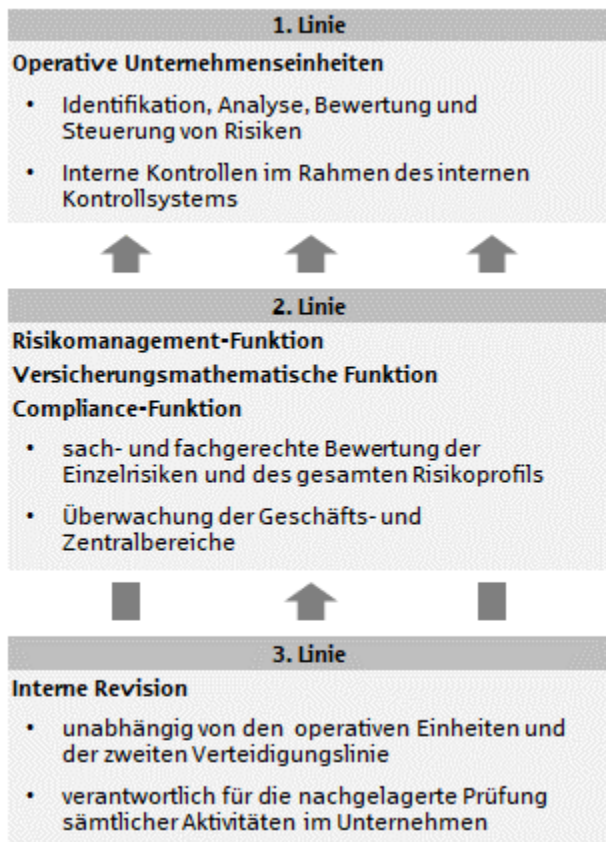 1. Linie
Operative Unternehmenseinheiten
• Identifikation, Analyse, Bewertung und
Steuerung von Risiken
• Interne Kontrollen im Rahmen des internen
Kontrollsystems
2. Linie
Risikomanagement-Funktion
Versicherungsmathematische Funktion
Compliance-Funktion
• sach- und fachgerechte Bewertung der
Einzelrisiken und des gesamten Risikoprofils
• Überwachung der Geschäfts- und
Zentralbereiche
3. Linie
Interne Revision
• unabhängig von den operativen Einheiten und
der zweiten Verteidigungslinie
• verantwortlich für die nachgelagerte Prüfung
sämtlicher Aktivitäten im Unternehmen